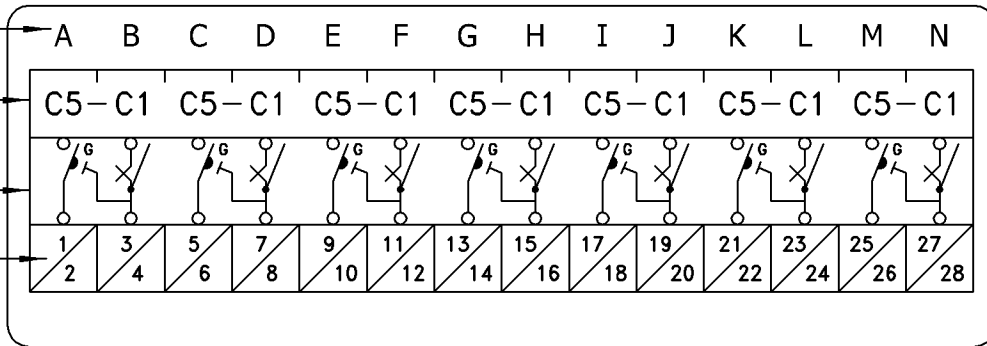 A B C D E F G H I J K L M N
C5-C1 C5-C1 C5-C1 C5-C1 C5-C1 C5-C1 C5-C1
G G G G G G G
1 3 5 7 9 11 13 15 17 19 21 23 25 27
2 4 6 8 10 12 14 16 18 20 22 24 26 28